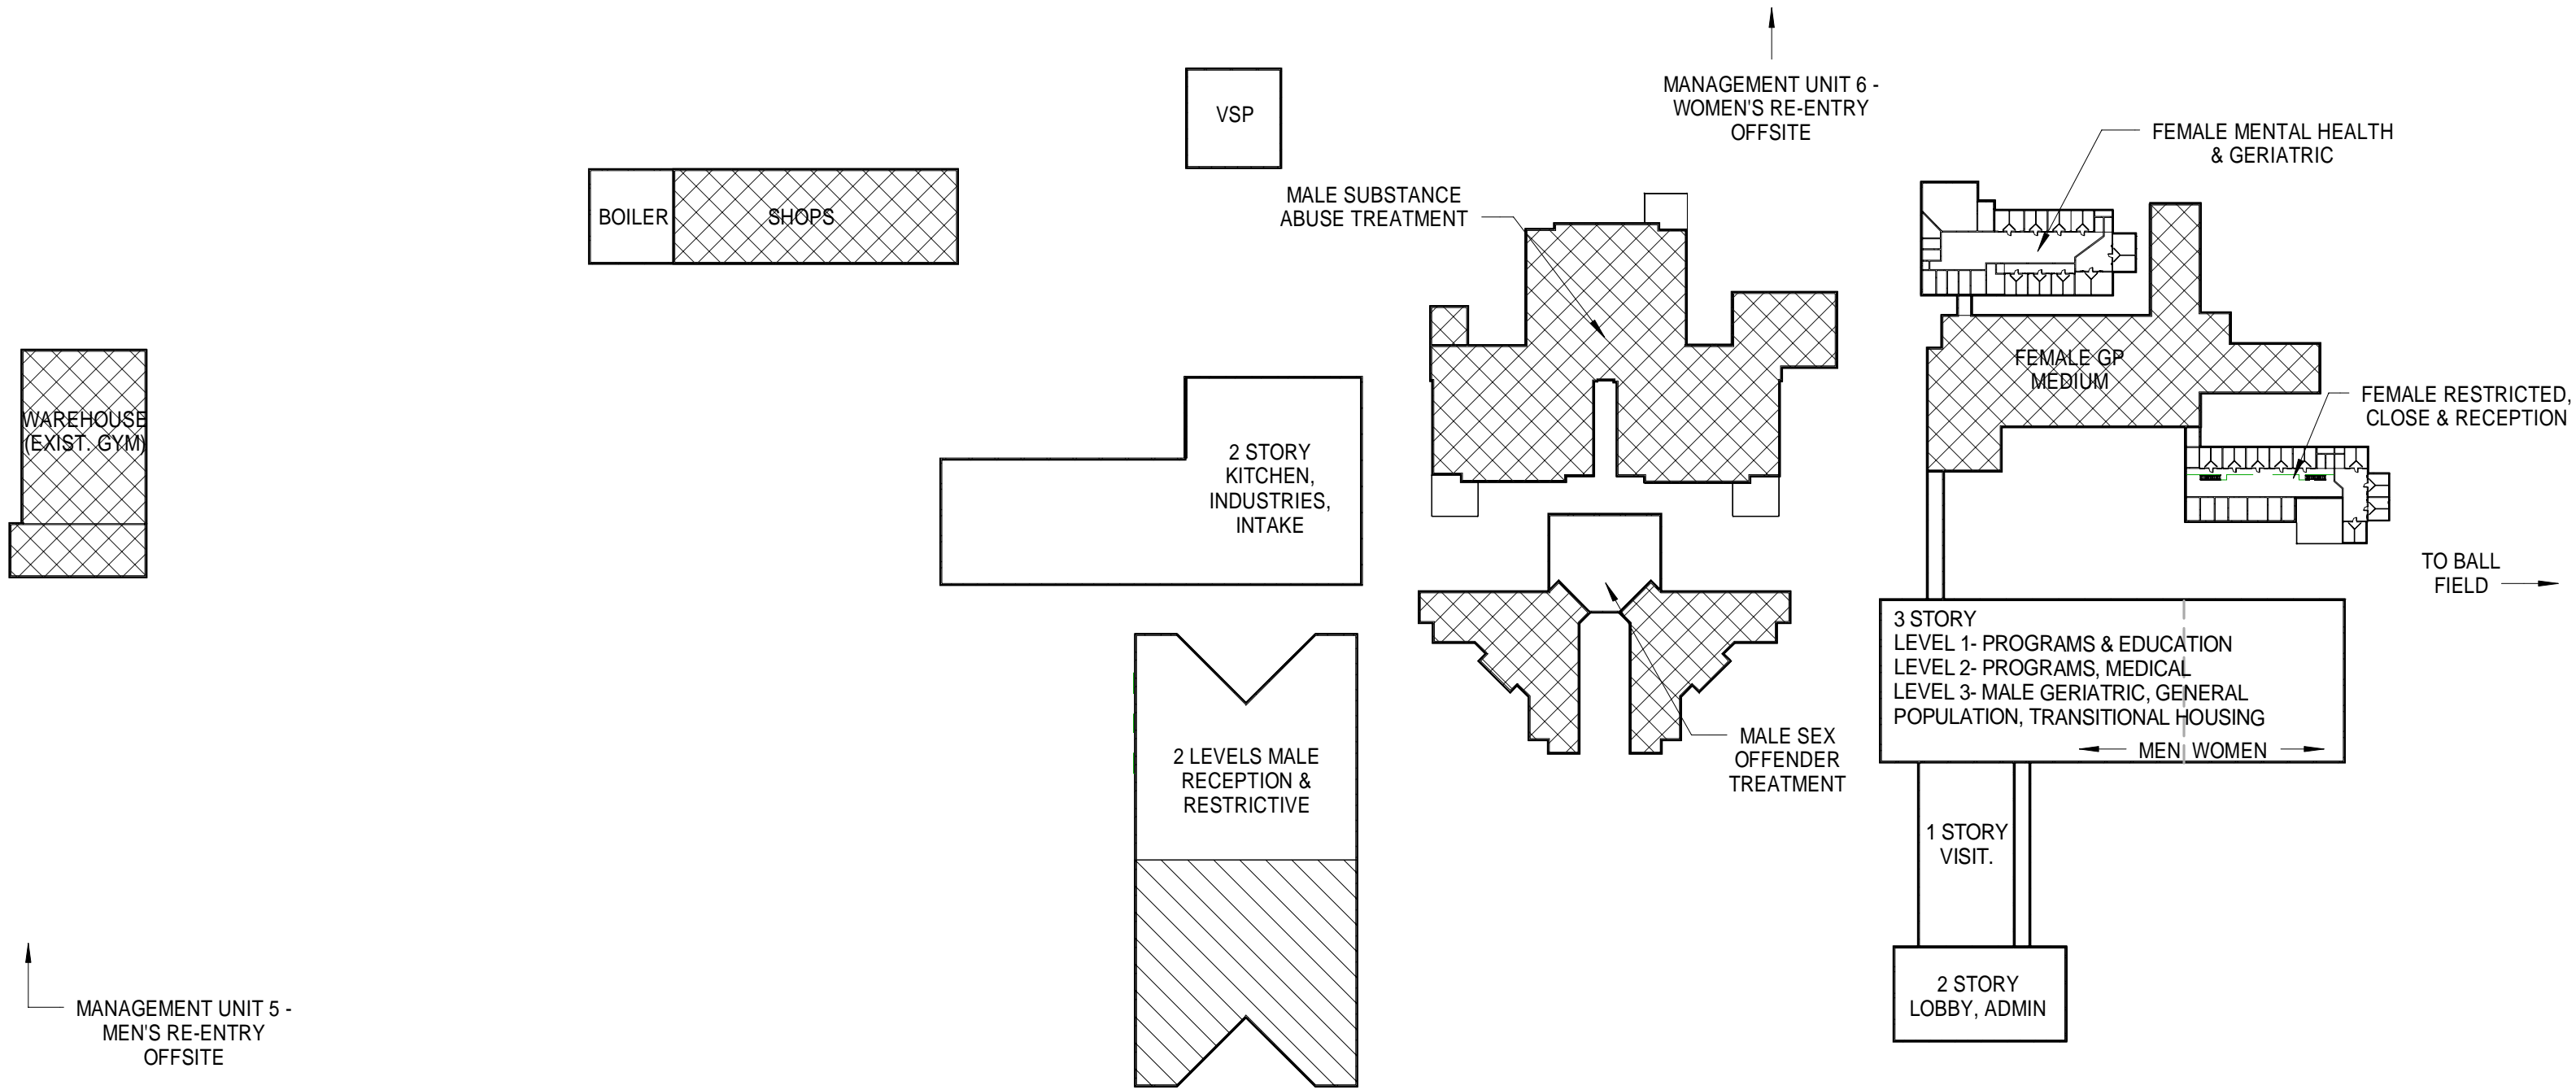 MANAGEMENT UNIT 6 -
WOMEN'S RE-ENTRY
OFFSITE
VSP
FEMALE MENTAL HEALTH
& GERIATRIC
MALE SUBSTANCE
ABUSE TREATMENT
BOILER
SHOPS
FEMALE GP
MEDIUM
WAREHOUSE
(EXIST. GYM)
FEMALE RESTRICTED,
CLOSE & RECEPTION
2 STORY
KITCHEN,
INDUSTRIES,
INTAKE
TO BALL
FIELD
3 STORY
LEVEL 1- PROGRAMS & EDUCATION
LEVEL 2- PROGRAMS, MEDICAL
LEVEL 3- MALE GERIATRIC, GENERAL
POPULATION, TRANSITIONAL HOUSING
MEN WOMEN
2 LEVELS MALE
RECEPTION &
RESTRICTIVE
MALE SEX
OFFENDER
TREATMENT
1 STORY
VISIT.
2 STORY
LOBBY, ADMIN
MANAGEMENT UNIT 5 -
MEN'S RE-ENTRY
OFFSITE